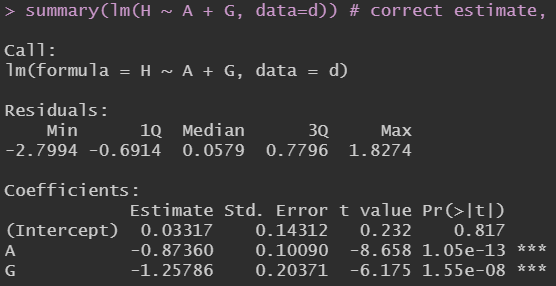 > summary(lm(H ~ A + G, data=d)) # correct estimate,
Call:
lm(formula = H ~ A + G, data = d)
Residuals:
    Min      1Q  Median      3Q     Max
-2.7994 -0.6914  0.0579  0.7796  1.8274
Coefficients:
            Estimate Std. Error t value Pr(>|t|)
(Intercept)  0.03317    0.14312   0.232    0.817
A           -0.87360    0.10090  -8.658 1.05e-13 ***
G           -1.25786    0.20371  -6.175 1.55e-08 ***